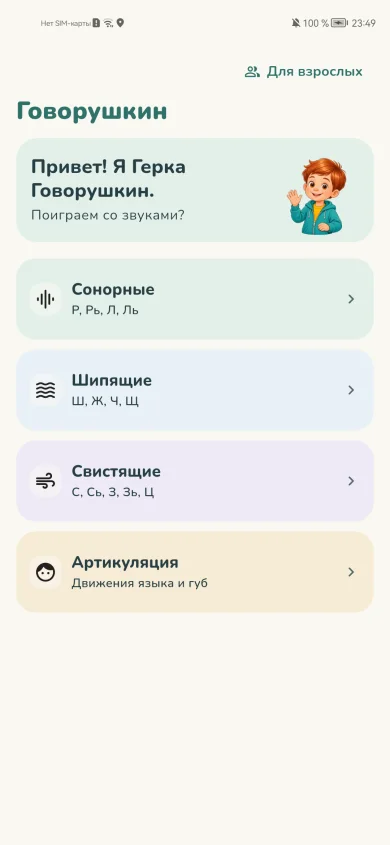 Нет SIM-карты 100 % 23:49
Для взрослых
Говорушкин
Привет! Я Герка
Говорушкин.
Поиграем со звуками?
Сонорные
Р, Рь, Л, Ль
Шипящие
Ш, Ж, Ч, Щ
Свистящие
С, Сь, З, Зь, Ц
Артикуляция
Движения языка и губ